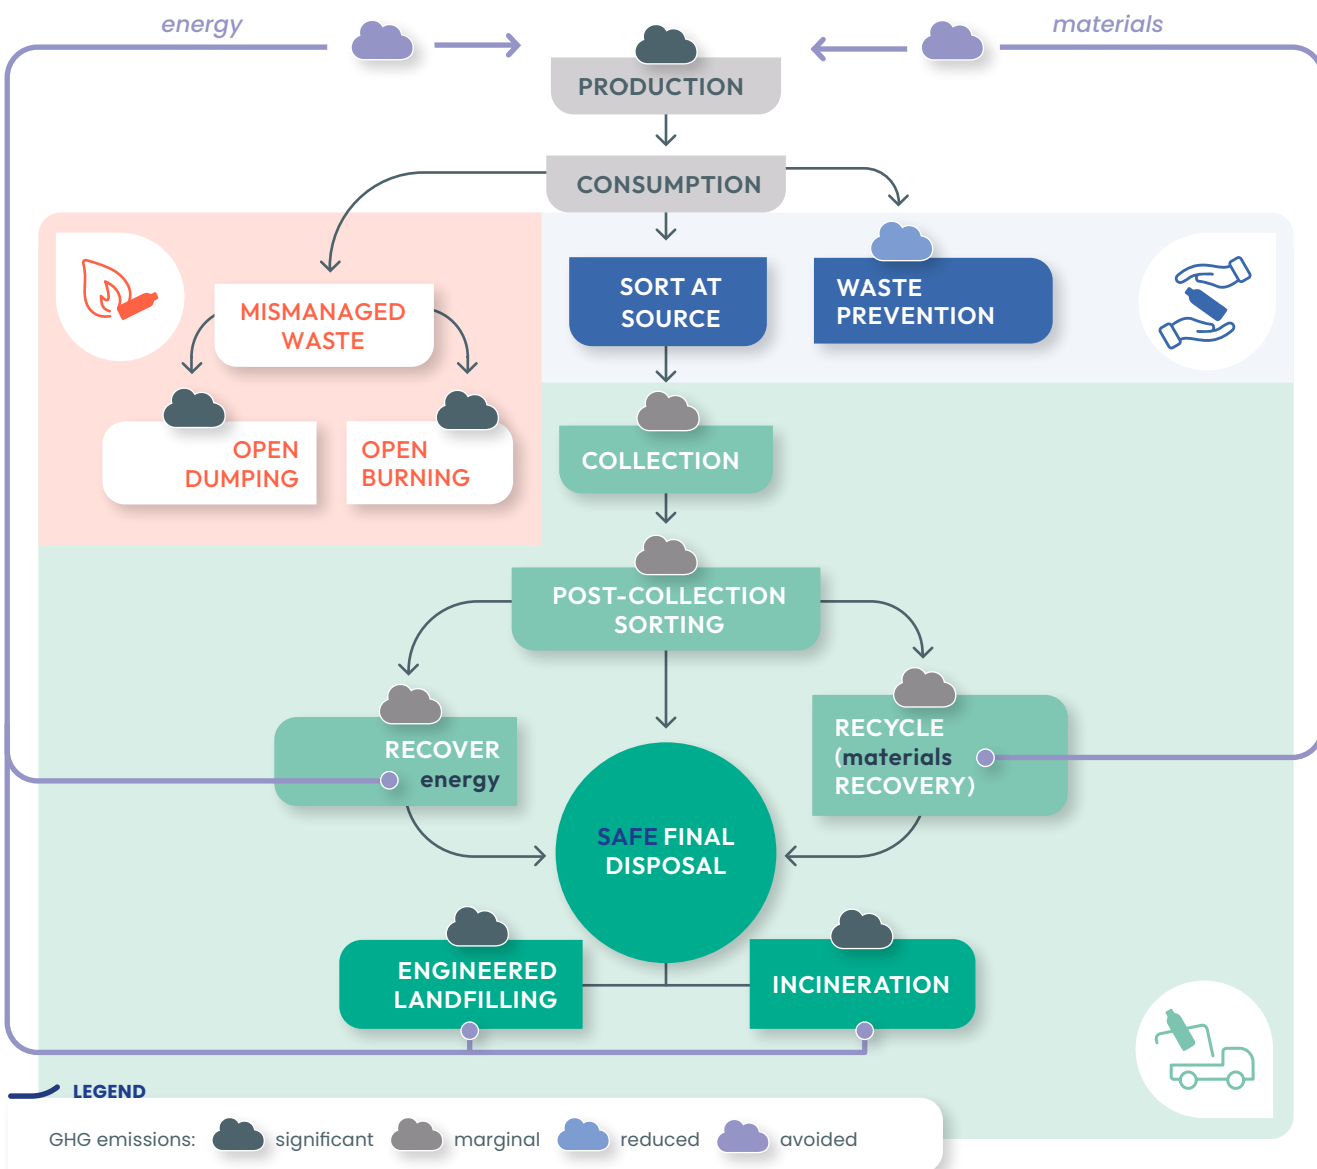 energy
materials
PRODUCTION
CONSUMPTION
MISMANAGED
WASTE
SORT AT
SOURCE
WASTE
PREVENTION
OPEN
DUMPING
OPEN
BURNING
COLLECTION
POST-COLLECTION
SORTING
RECOVER
energy
RECYCLE
(materials
RECOVERY)
SAFE FINAL
DISPOSAL
ENGINEERED
LANDFILLING
INCINERATION
LEGEND
GHG emissions: significant marginal reduced avoided